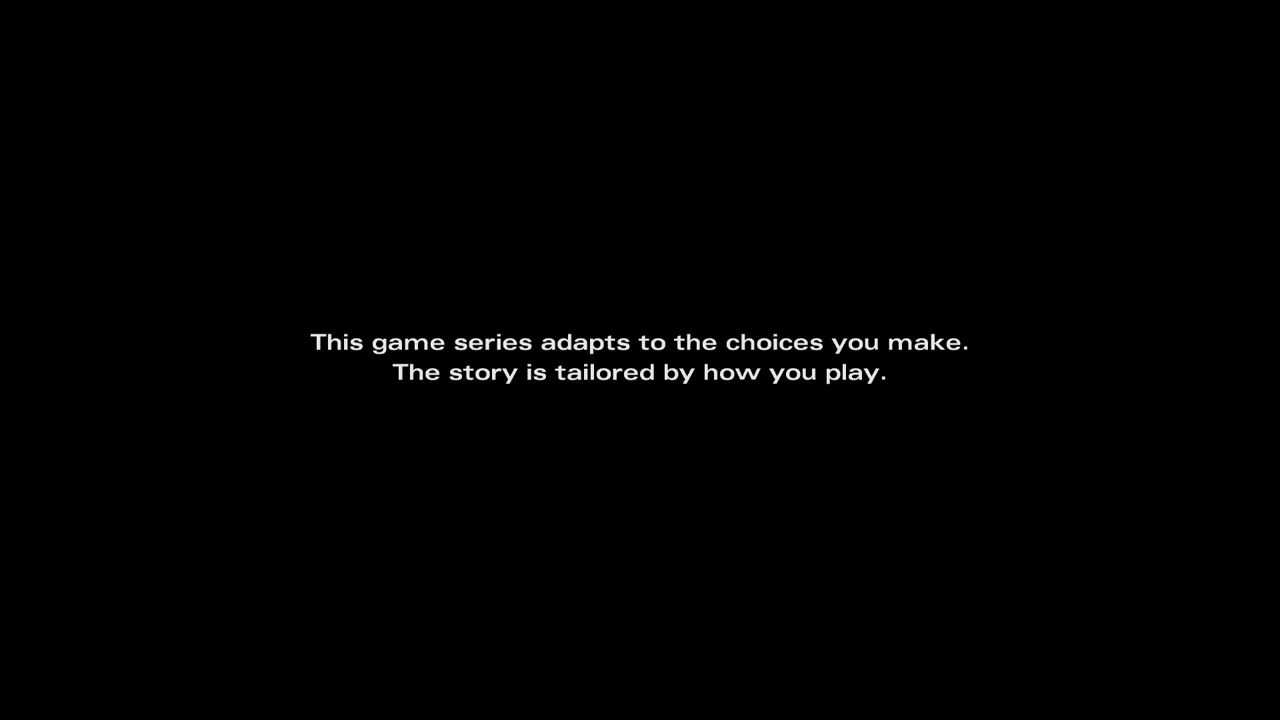 This game series adapts to the choices you make.
The story is tailored by how you play.